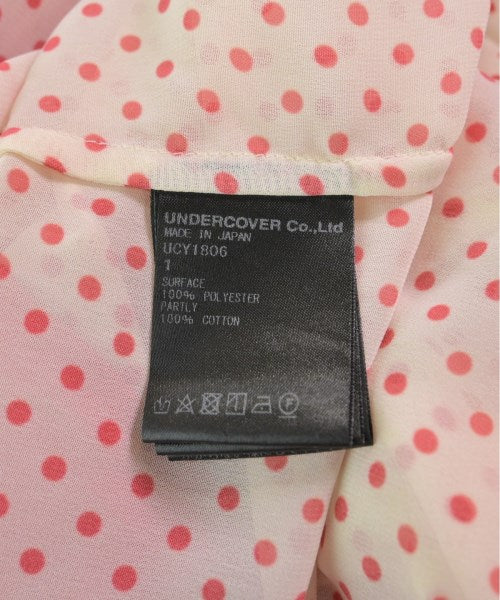 UNDERCOVER Co.,Ltd
MADE IN JAPAN
UCY1806
1
SURFACE
100% POLYESTER
PARTLY
100% COTTON